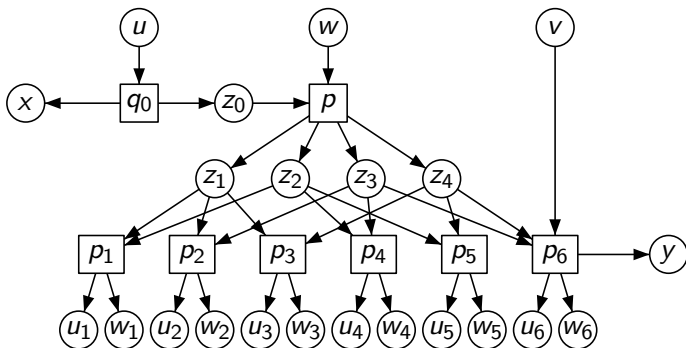 u w v
x q0 z0 p
z1 z2 z3 z4
p1 p2 p3 p4 p5 p6 y
u1 w1 u2 w2 u3 w3 u4 w4 u5 w5 u6 w6